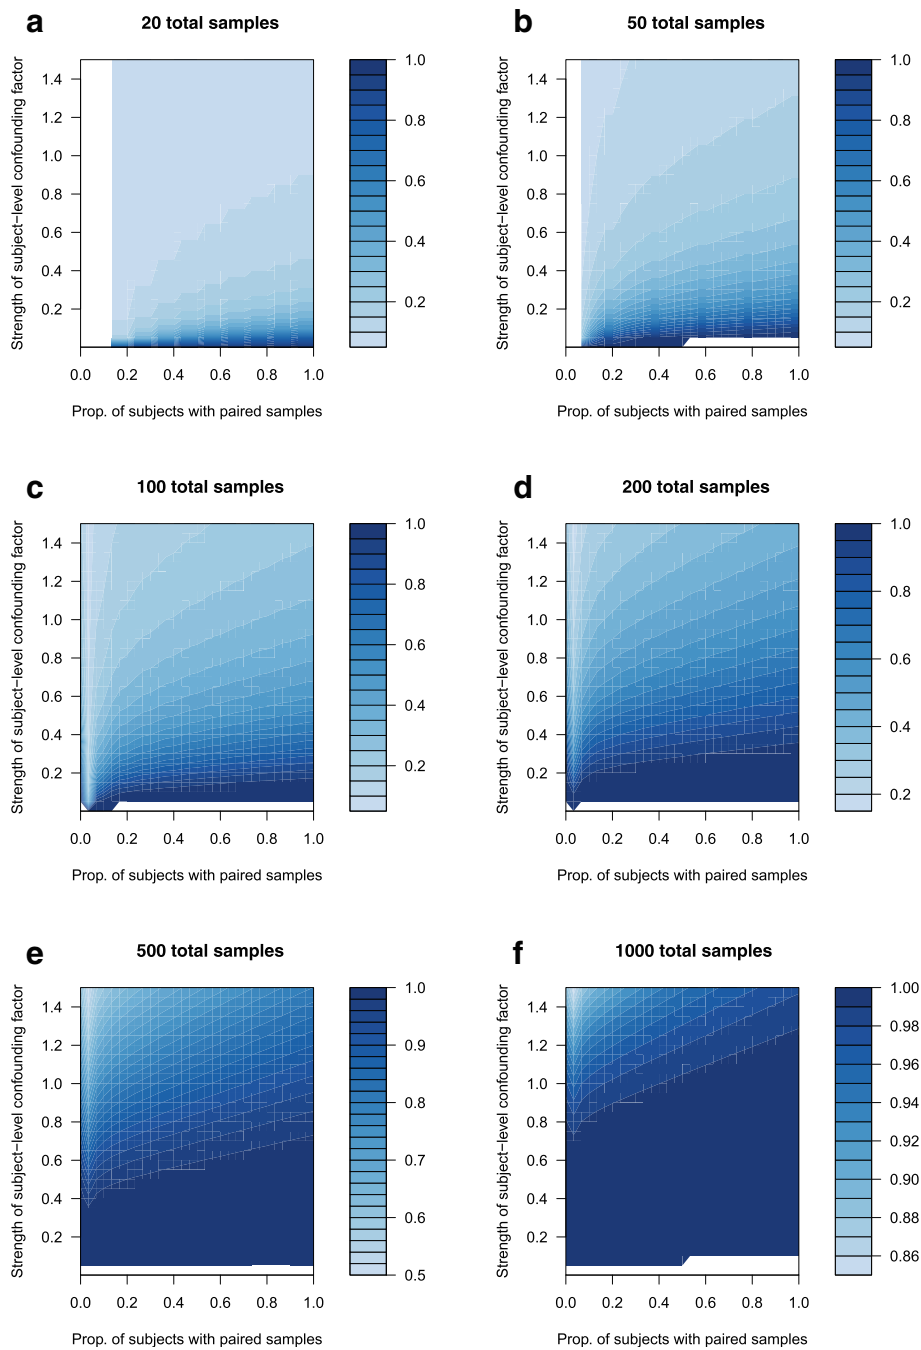 a
20 total samples
Strength of subject−level confounding factor
1.4
1.2
1.0
0.8
0.6
0.4
0.2
0.0 0.2 0.4 0.6 0.8 1.0
Prop. of subjects with paired samples
1.0
0.8
0.6
0.4
0.2
b
50 total samples
Strength of subject−level confounding factor
1.4
1.2
1.0
0.8
0.6
0.4
0.2
0.0 0.2 0.4 0.6 0.8 1.0
Prop. of subjects with paired samples
1.0
0.8
0.6
0.4
0.2
c
100 total samples
Strength of subject−level confounding factor
1.4
1.2
1.0
0.8
0.6
0.4
0.2
0.0 0.2 0.4 0.6 0.8 1.0
Prop. of subjects with paired samples
1.0
0.8
0.6
0.4
0.2
d
200 total samples
Strength of subject−level confounding factor
1.4
1.2
1.0
0.8
0.6
0.4
0.2
0.0 0.2 0.4 0.6 0.8 1.0
Prop. of subjects with paired samples
1.0
0.8
0.6
0.4
0.2
e
500 total samples
Strength of subject−level confounding factor
1.4
1.2
1.0
0.8
0.6
0.4
0.2
0.0 0.2 0.4 0.6 0.8 1.0
Prop. of subjects with paired samples
1.0
0.9
0.8
0.7
0.6
0.5
f
1000 total samples
Strength of subject−level confounding factor
1.4
1.2
1.0
0.8
0.6
0.4
0.2
0.0 0.2 0.4 0.6 0.8 1.0
Prop. of subjects with paired samples
1.00
0.98
0.96
0.94
0.92
0.90
0.88
0.86